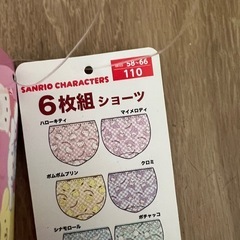 58~66
110
SANRIO CHARACTERS
6枚組 ショーツ
ハローキティ
マイメロディ
ポムポムプリン
クロミ
シナモロール
ポチャッコ